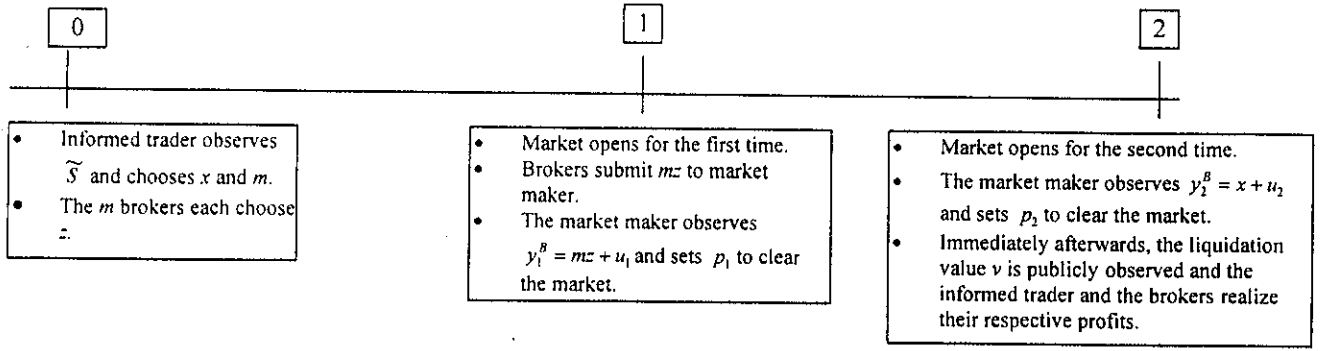 0
1
2
• Informed trader observes
S̃ and chooses x and m.
• The m brokers each choose
z.
• Market opens for the first time.
• Brokers submit mz to market
maker.
• The market maker observes
y₁ᴮ = mz + u₁ and sets p₁ to clear
the market.
• Market opens for the second time.
• The market maker observes y₂ᴮ = x + u₂
and sets p₂ to clear the market.
• Immediately afterwards, the liquidation
value v is publicly observed and the
informed trader and the brokers realize
their respective profits.